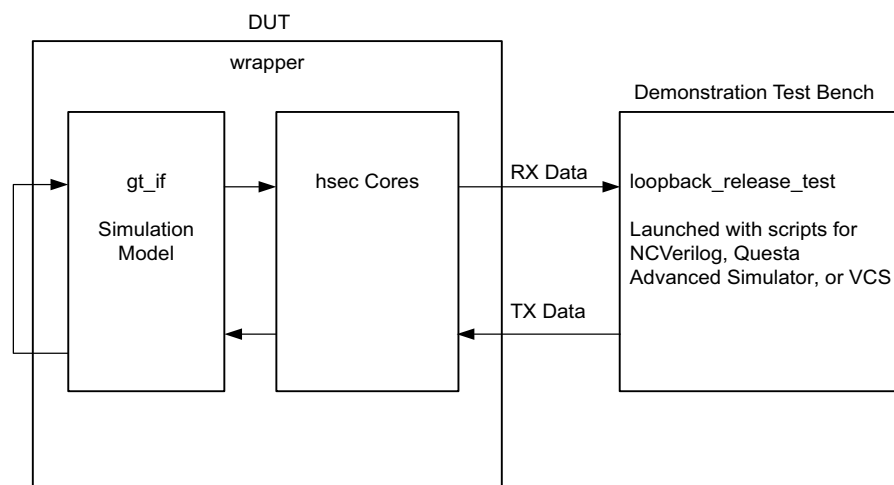 DUT
wrapper
Demonstration Test Bench
gt_if
Simulation
Model
hsec Cores
RX Data
TX Data
loopback_release_test
Launched with scripts for
NCVerilog, Questa
Advanced Simulator, or VCS